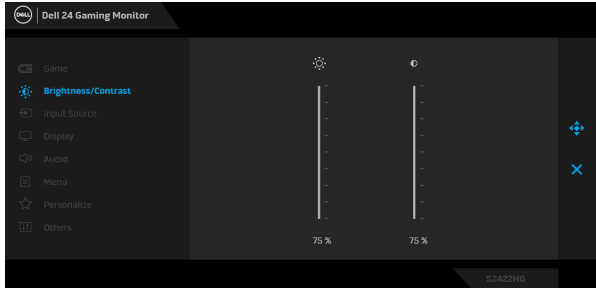 DELL
Dell 24 Gaming Monitor
Game
Brightness/Contrast
Input Source
Display
Audio
Menu
Personalize
Others
75 %
75 %
S2422HG